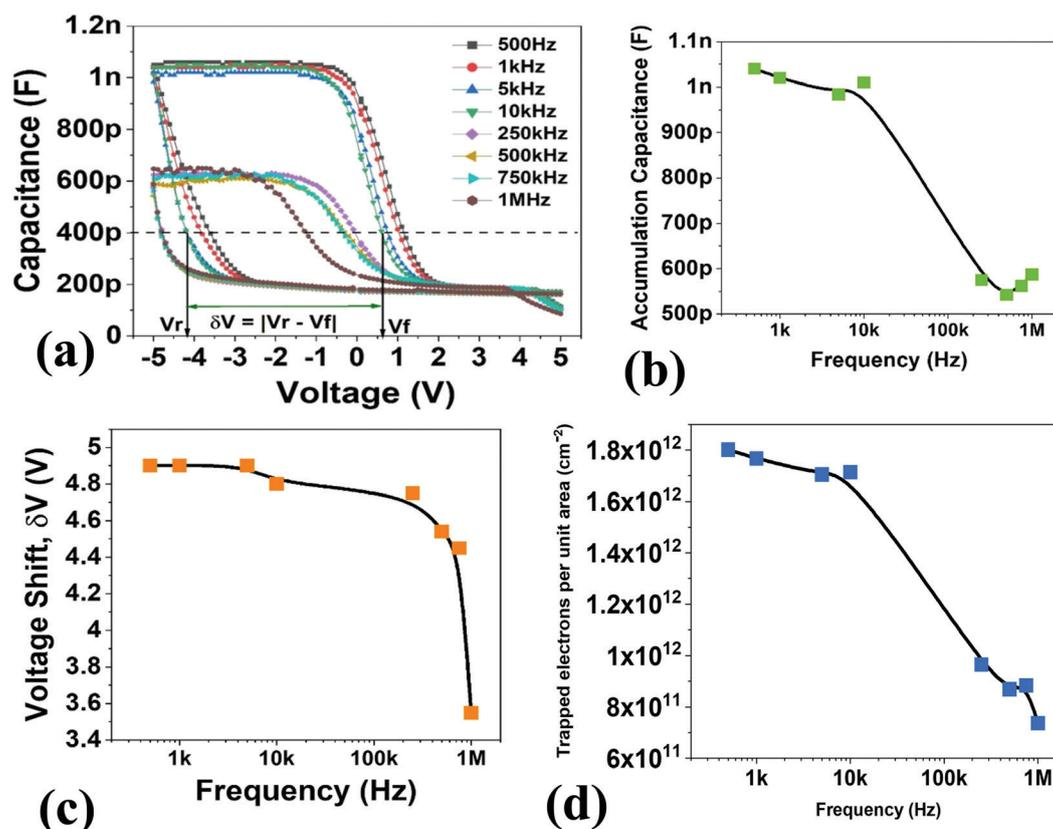 1.2n
1n
800p
600p
400p
200p
0
Capacitance (F)
500Hz
1kHz
5kHz
10kHz
250kHz
500kHz
750kHz
1MHz
Vr
δV = |Vr - Vf|
Vf
-5 -4 -3 -2 -1 0 1 2 3 4 5
Voltage (V)
(a)
1.1n
1n
900p
800p
700p
600p
500p
Accumulation Capacitance (F)
1k 10k 100k 1M
Frequency (Hz)
(b)
5
4.8
4.6
4.4
4.2
4
3.8
3.6
3.4
Voltage Shift, δV (V)
1k 10k 100k 1M
Frequency (Hz)
(c)
1.8x10¹²
1.6x10¹²
1.4x10¹²
1.2x10¹²
1x10¹²
8x10¹¹
6x10¹¹
Trapped electrons per unit area (cm⁻²)
1k 10k 100k 1M
Frequency (Hz)
(d)